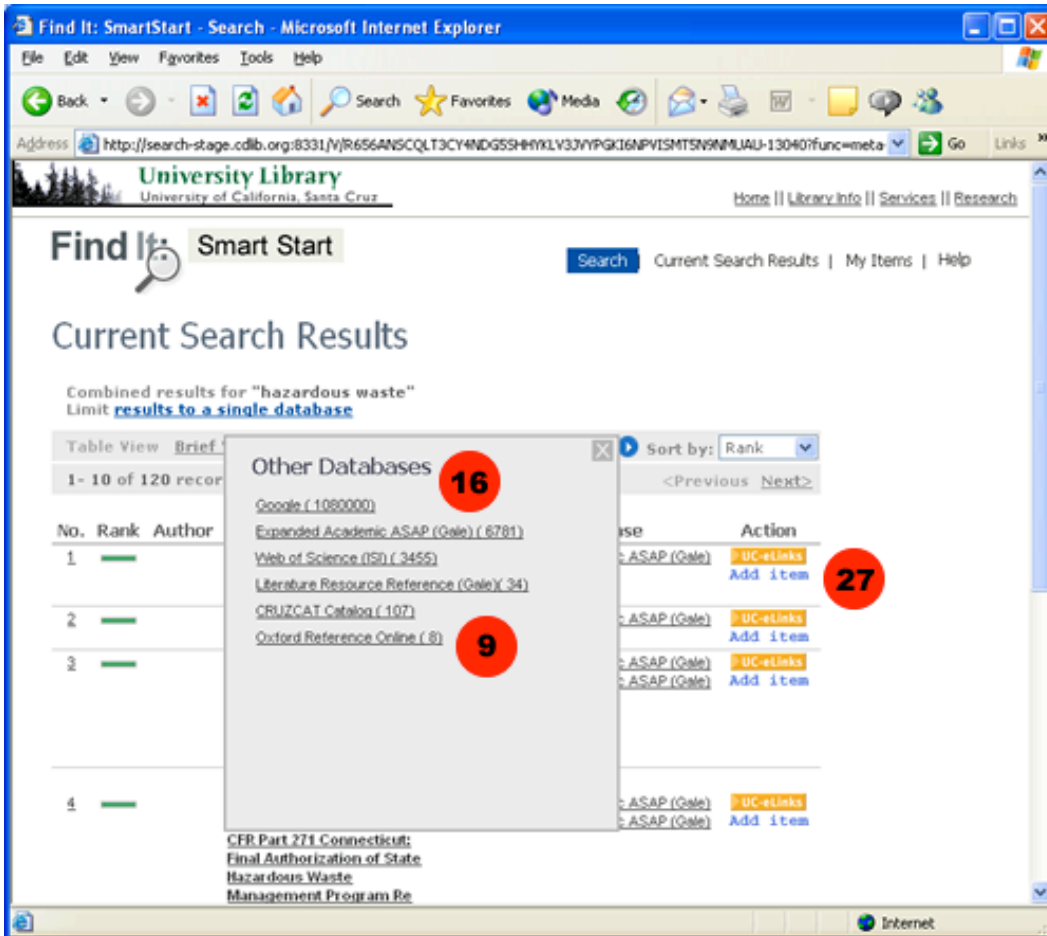 Find It: SmartStart - Search - Microsoft Internet Explorer
File Edit View Favorites Tools Help
Back Search Favorites Media
Address http://search-stage.cdlib.org:8331/V/R656ANSCQLT3CY4NDG5SHHYKLV3JVYPGKI6NPVISMTSN9NMUAU-13040?func=meta- Go Links »
University Library
University of California, Santa Cruz
Home || Library Info || Services || Research
Find It: Smart Start
Search Current Search Results | My Items | Help
Current Search Results
Combined results for "hazardous waste"
Limit results to a single database
Table View Brief Sort by: Rank
1- 10 of 120 recor <Previous Next>
Other Databases 16
Google ( 1080000)
Expanded Academic ASAP (Gale) ( 6781)
Web of Science (ISI) ( 3455)
Literature Resource Reference (Gale)( 34)
CRUZCAT Catalog ( 107)
Oxford Reference Online ( 8) 9
No. Rank Author Action
1 ASAP (Gale) UC-eLinks
Add item 27
2 ASAP (Gale) UC-eLinks
Add item
3 ASAP (Gale) UC-eLinks
ASAP (Gale) Add item
4 ASAP (Gale) UC-eLinks
ASAP (Gale) Add item
CFR Part 271 Connecticut:
Final Authorization of State
Hazardous Waste
Management Program Re
Internet